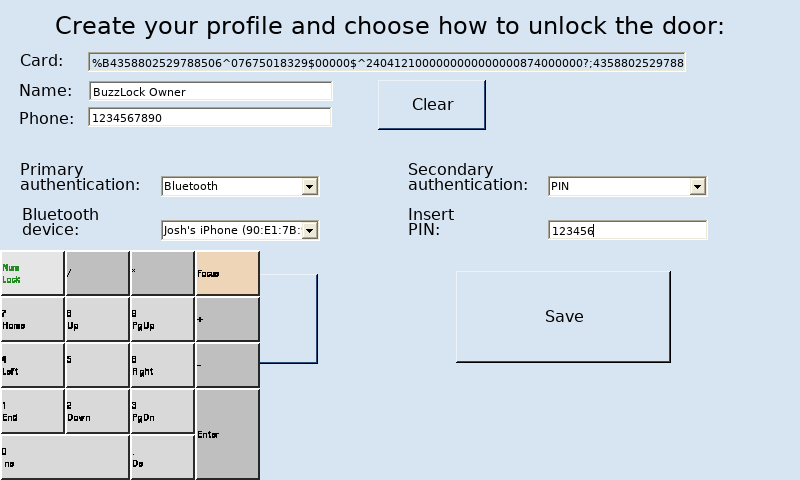 Create your profile and choose how to unlock the door:
Card:
%B4358802529788506^07675018329$00000$^24041210000000000000000874000000?;4358802529788
Name:
BuzzLock Owner
Clear
Phone:
1234567890
Primary
authentication:
Bluetooth
Secondary
authentication:
PIN
Bluetooth
device:
Josh's iPhone (90:E1:7B:
Insert
PIN:
123456
Num
Lock
/
*
Focus
7
Home
8
Up
9
PgUp
+
4
Left
5
6
Right
-
1
End
2
Down
3
PgDn
Enter
0
Ins
.
De
Save